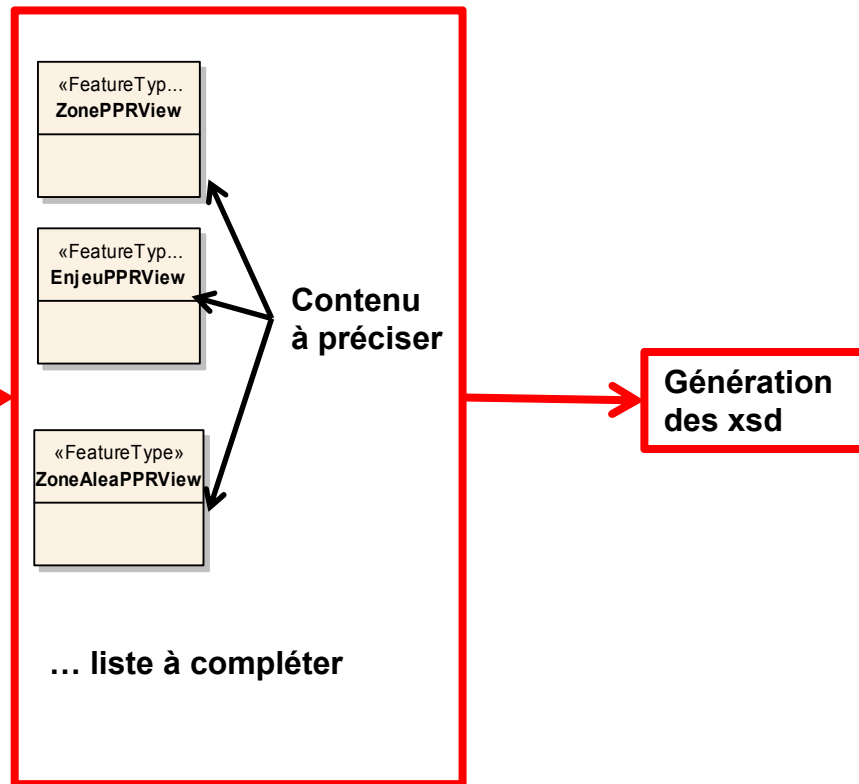 «FeatureTyp...
ZonePPRView
«FeatureTyp...
EnjeuPPRView
Contenu
à préciser
«FeatureType»
ZoneAleaPPRView
... liste à compléter
Génération
des xsd